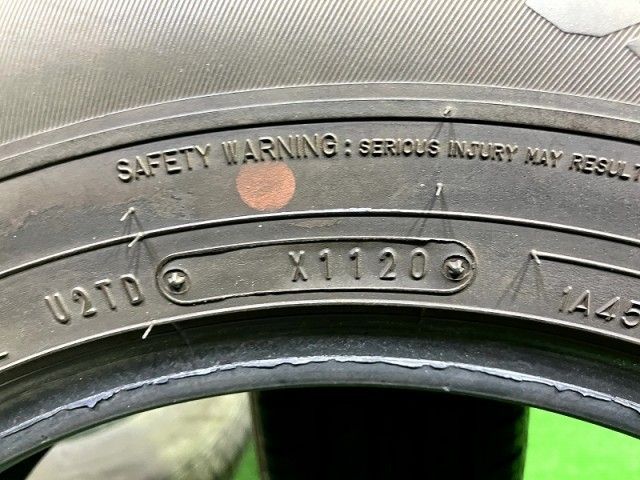 SAFETY WARNING: SERIOUS INJURY MAY RESULT
U2TD X1120 1A45